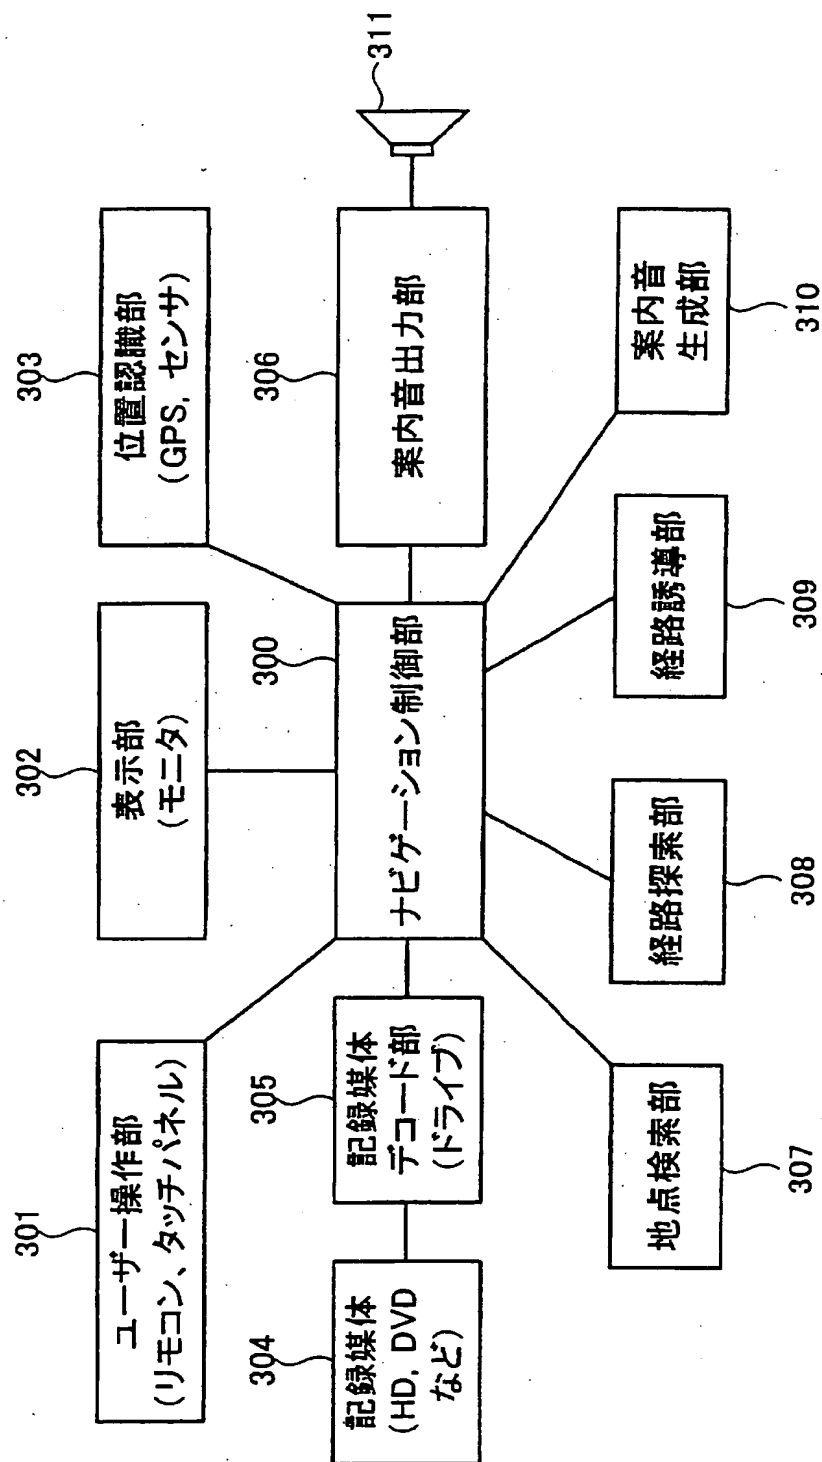 301
ユーザー操作部
(リモコン、タッチパネル)
302
表示部
(モニタ)
303
位置認識部
(GPS, センサ)
304
記録媒体
(HD, DVD
など)
305
記録媒体
デコード部
(ドライブ)
300
ナビゲーション制御部
306
案内音出力部
311
307
地点検索部
308
経路探索部
309
経路誘導部
310
案内音
生成部